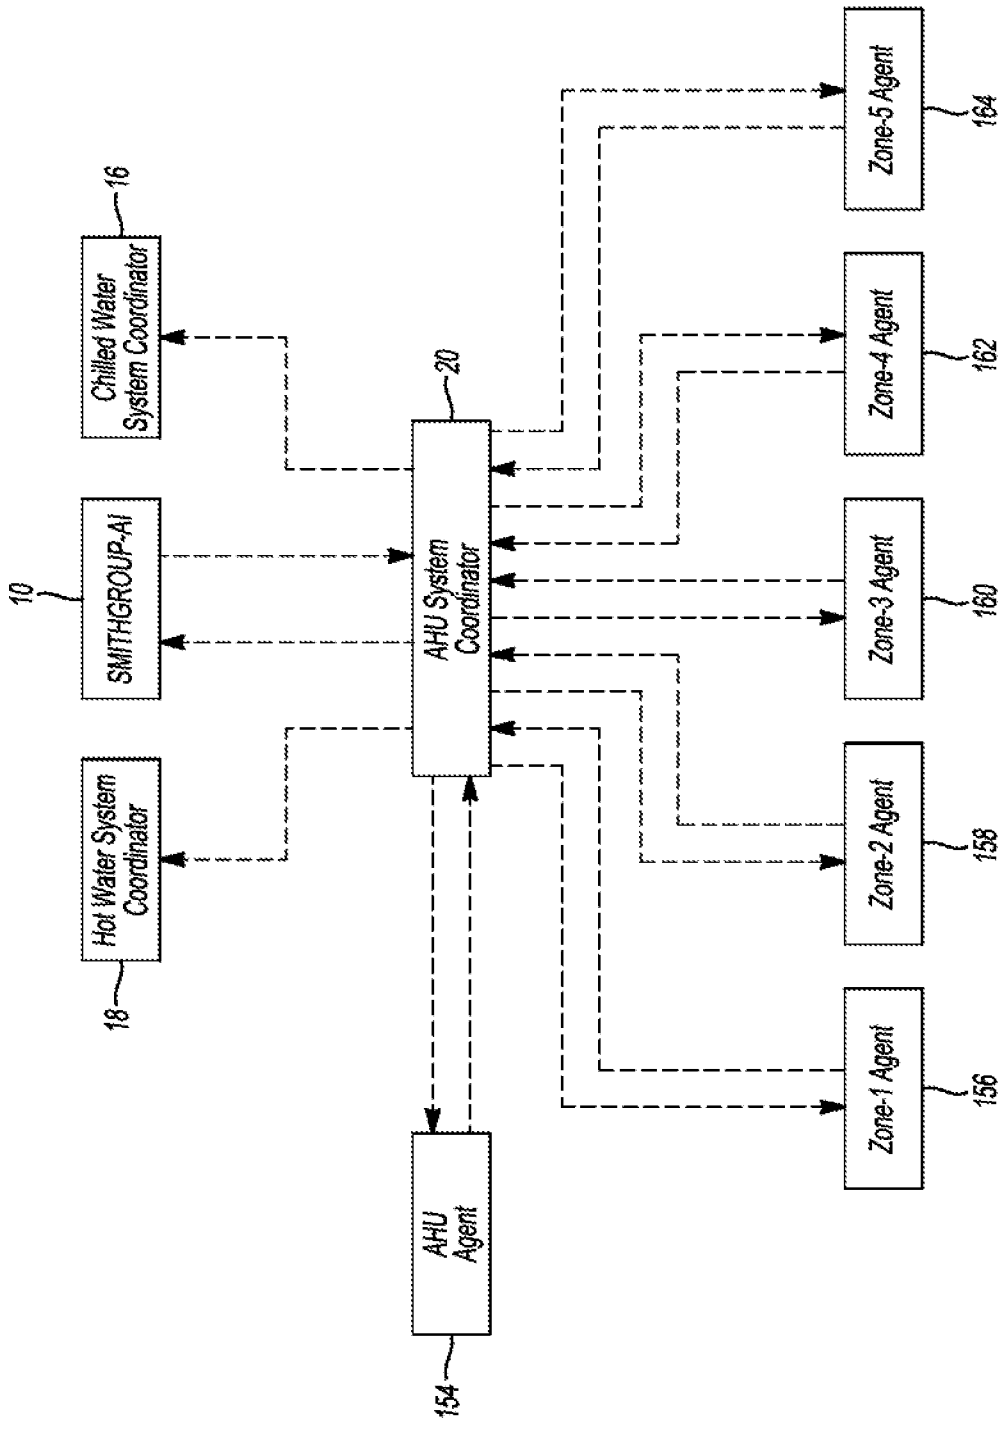 18
Hot Water System
Coordinator
10
SMITHGROUP-AI
16
Chilled Water
System Coordinator
154
AHU
Agent
20
AHU System
Coordinator
Zone-1 Agent
156
Zone-2 Agent
158
Zone-3 Agent
160
Zone-4 Agent
162
Zone-5 Agent
164